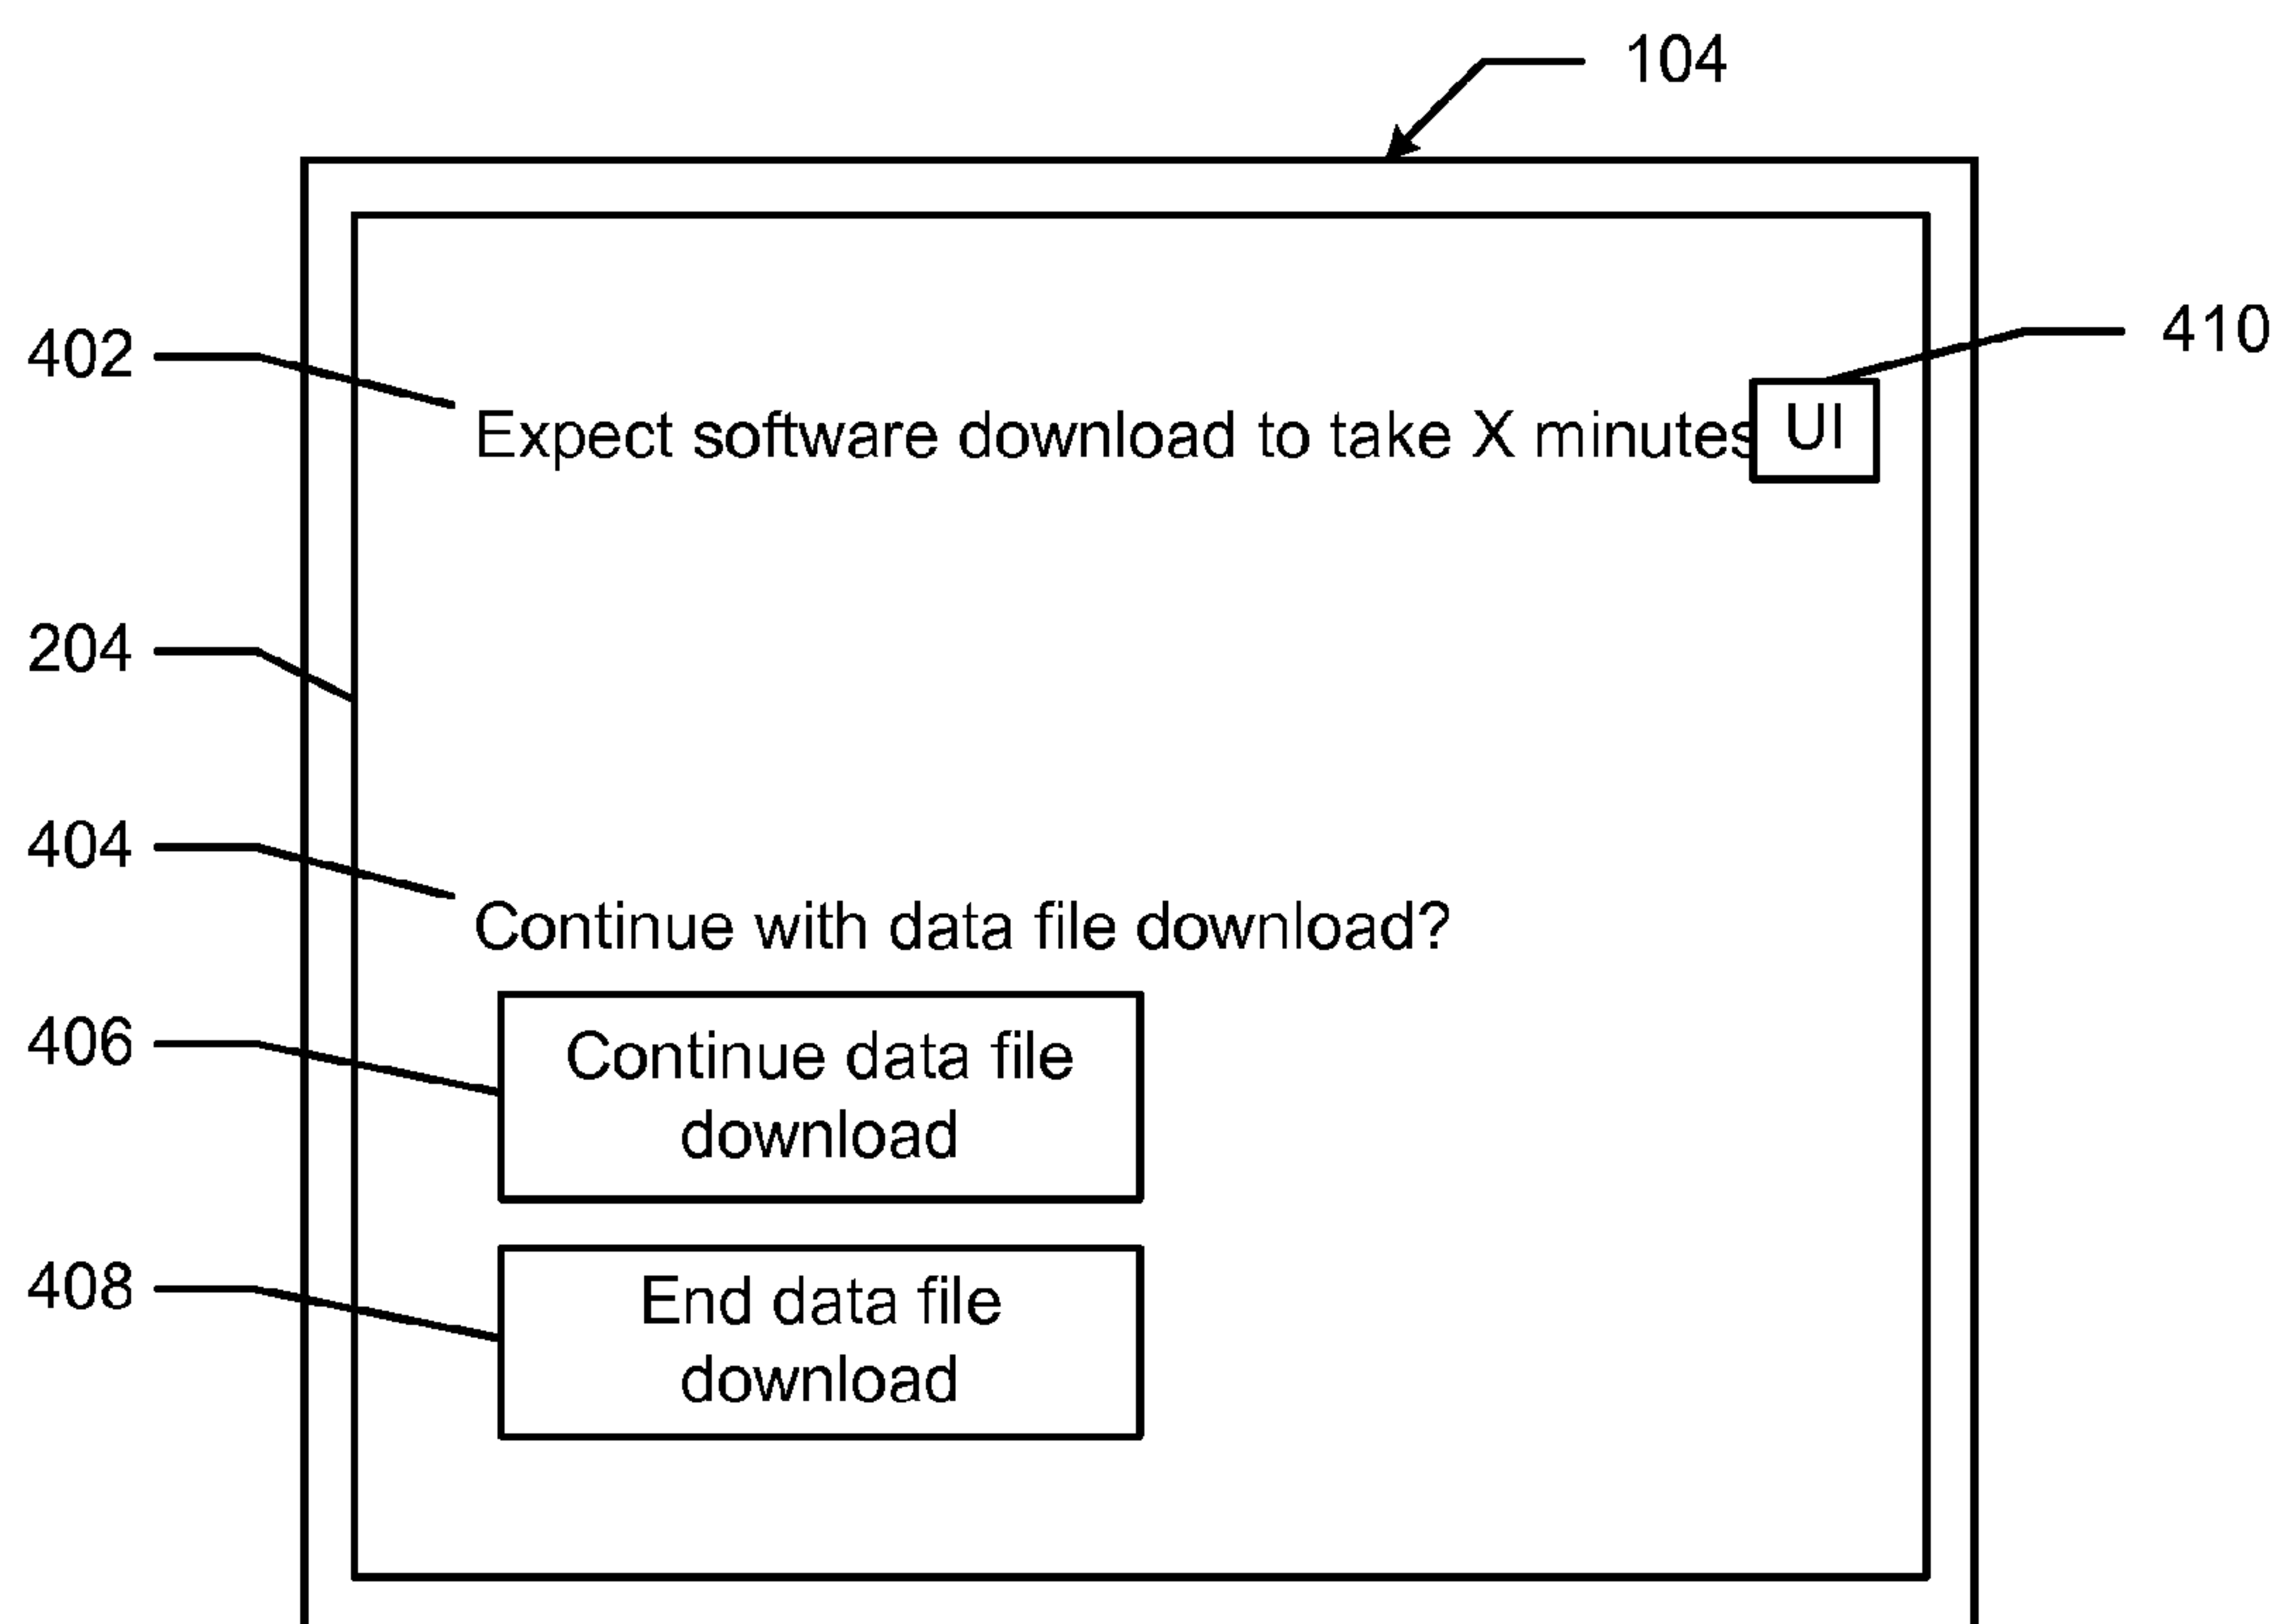 104
402
410
Expect software download to take X minutes
UI
204
404
Continue with data file download?
406
Continue data file
download
408
End data file
download